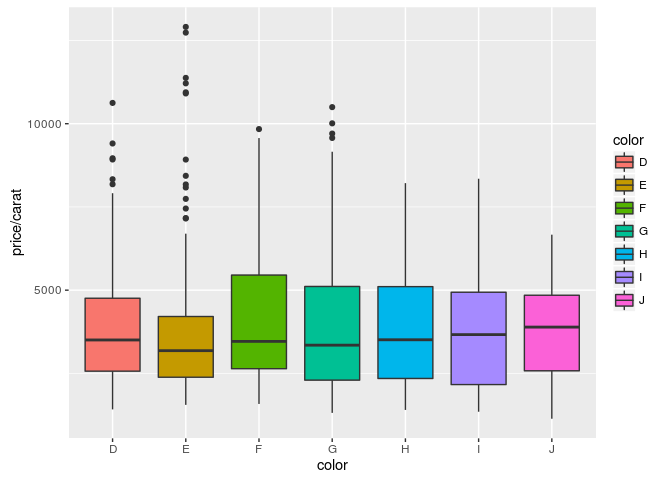 10000
5000
price/carat
D E F G H I J
color
color
D
E
F
G
H
I
J